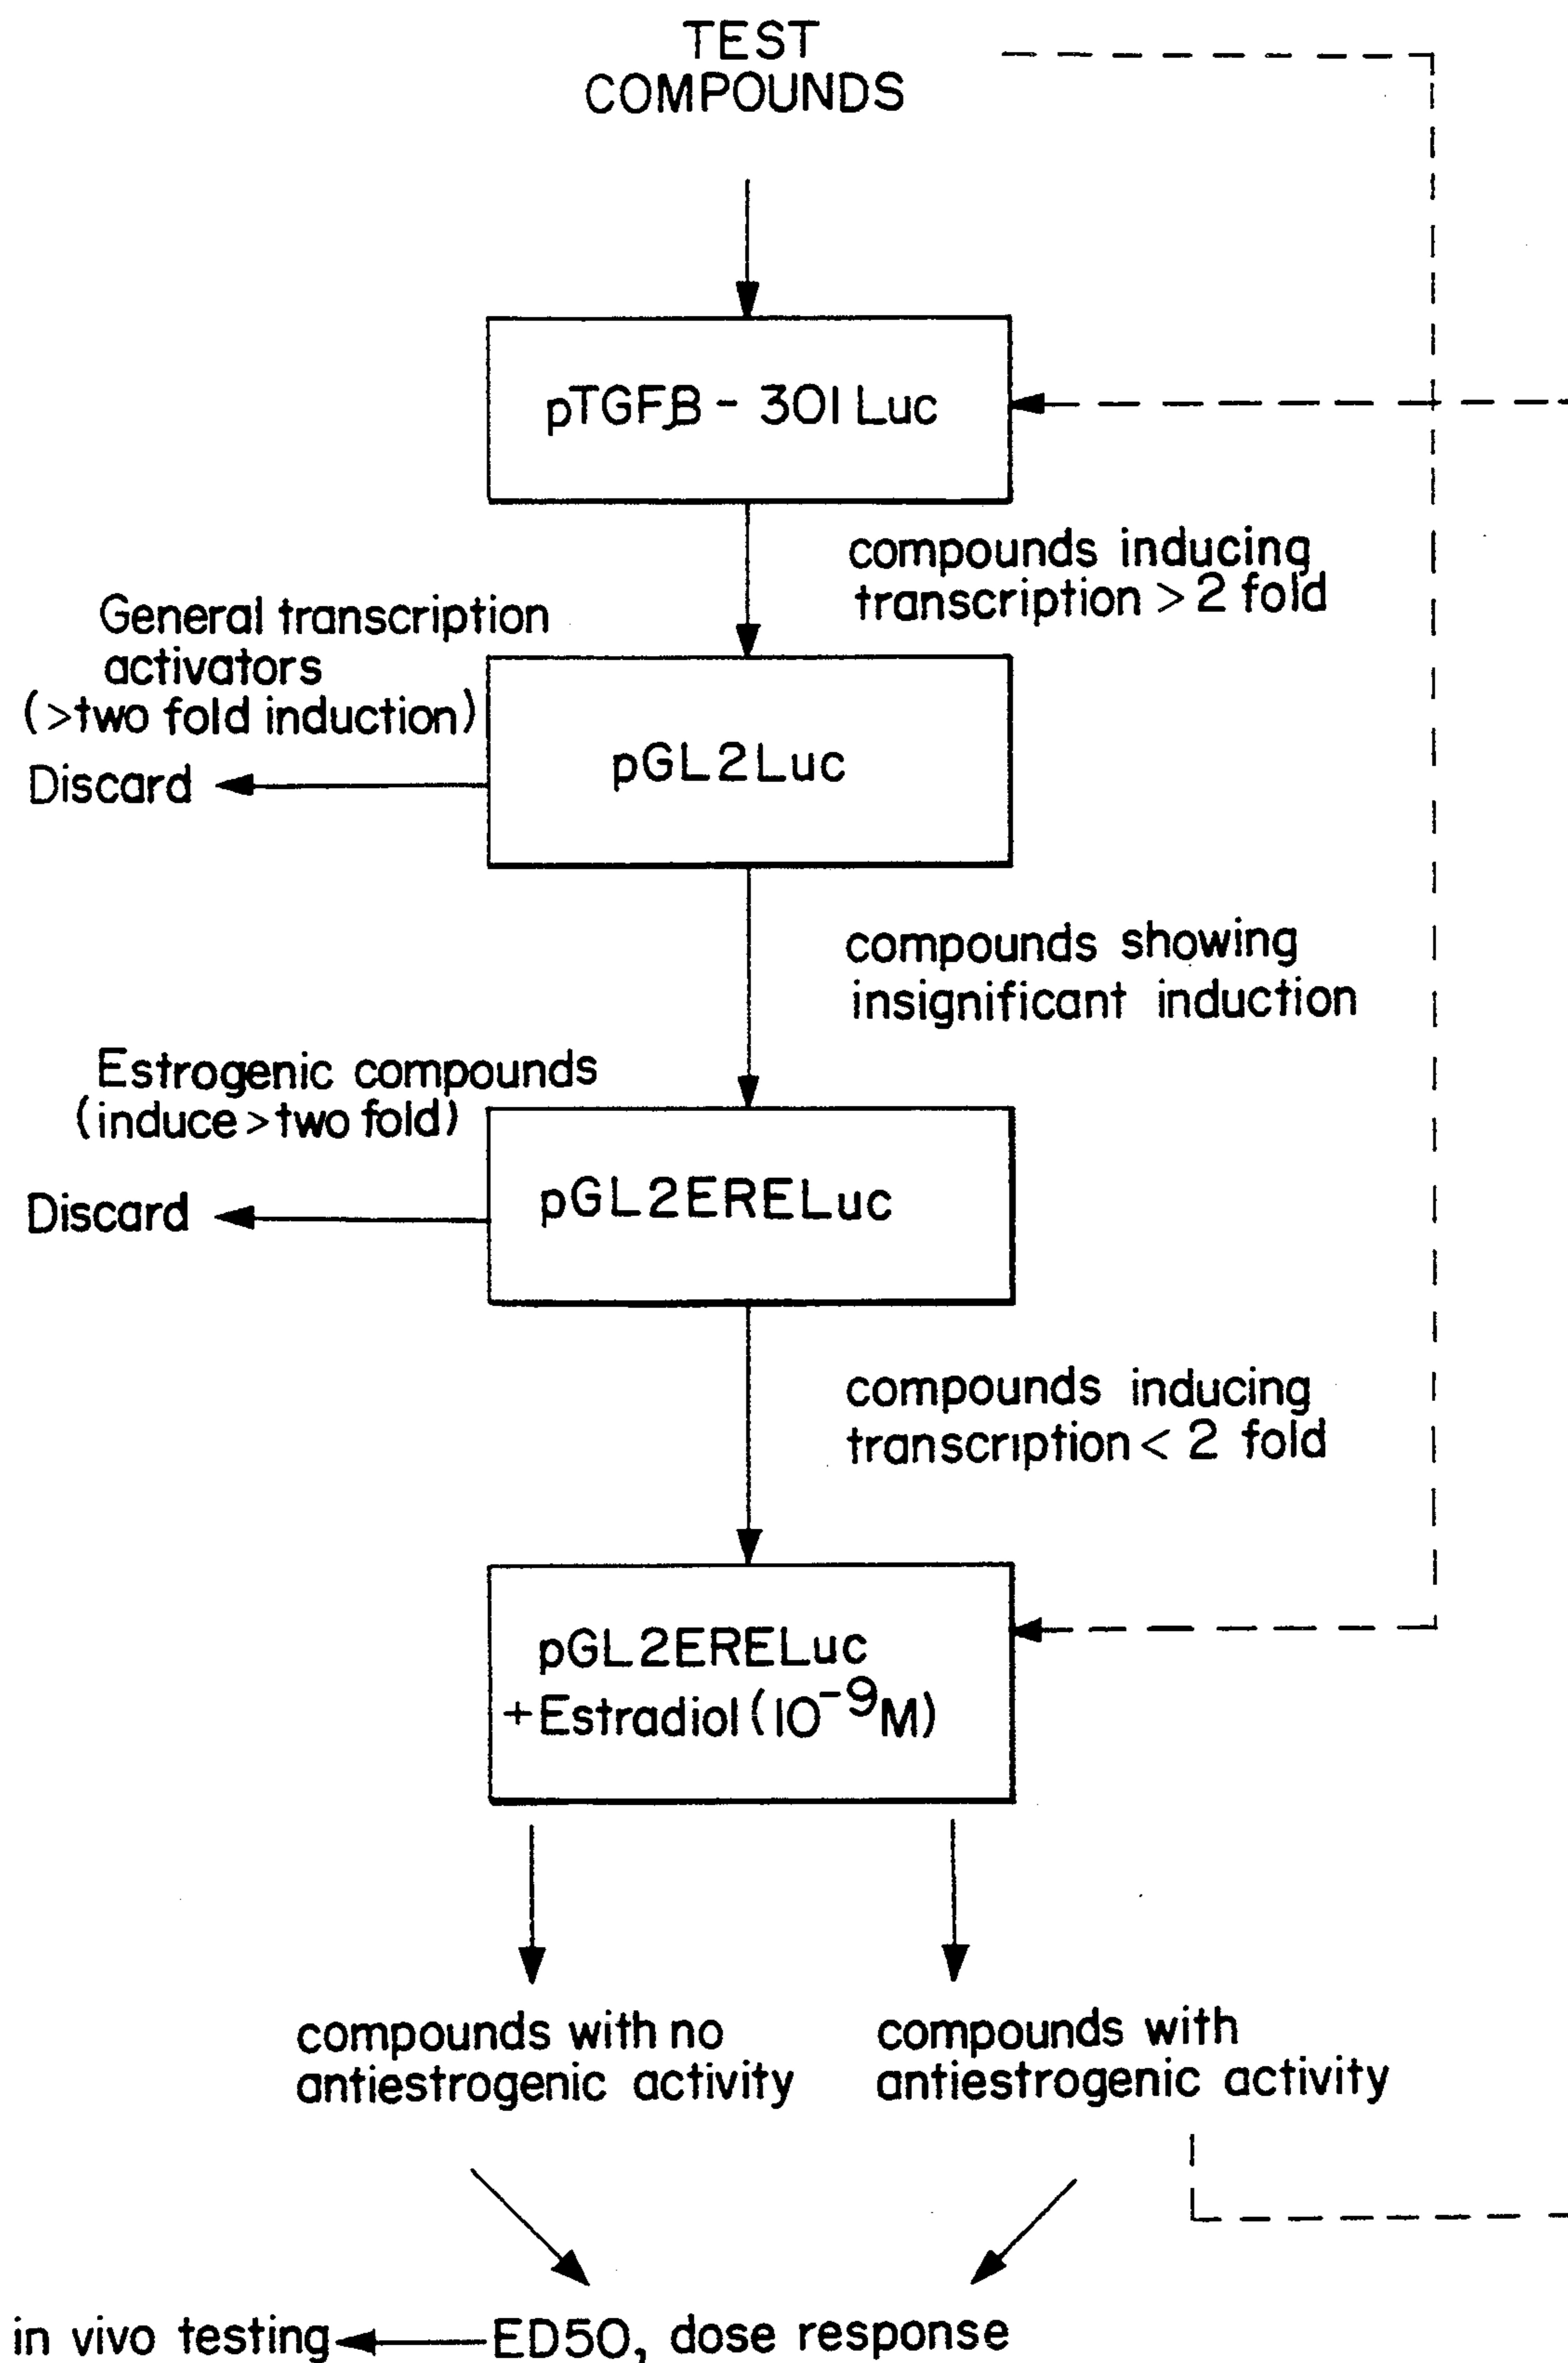 TEST
COMPOUNDS
pTGFβ - 301 Luc
compounds inducing
transcription > 2 fold
General transcription
activators
(>two fold induction)
Discard
pGL2Luc
compounds showing
insignificant induction
Estrogenic compounds
(induce >two fold)
Discard
pGL2ERELuc
compounds inducing
transcription < 2 fold
pGL2ERELuc
+Estradiol (10⁻⁹M)
compounds with no
antiestrogenic activity
compounds with
antiestrogenic activity
in vivo testing
ED50, dose response